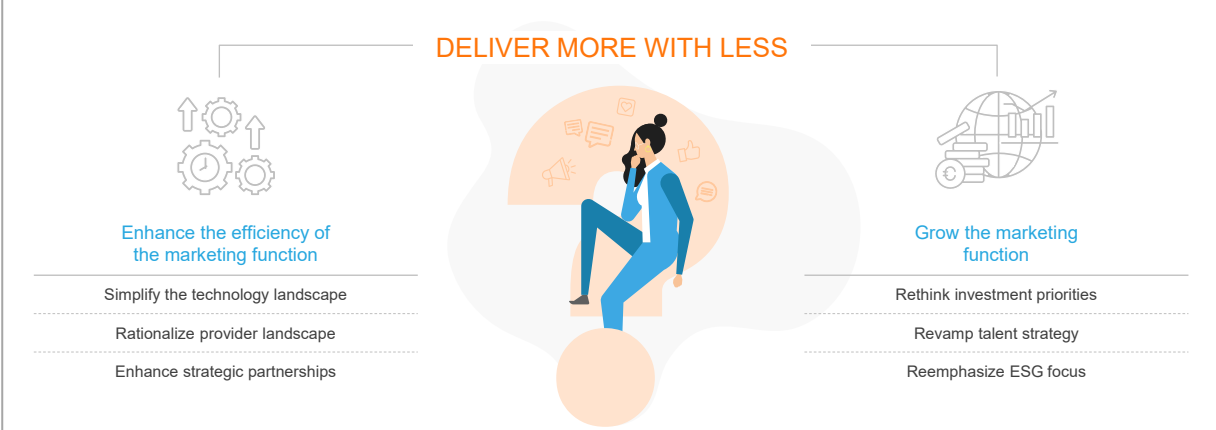 DELIVER MORE WITH LESS
Enhance the efficiency of
the marketing function
Simplify the technology landscape
Rationalize provider landscape
Enhance strategic partnerships
€
Grow the marketing
function
Rethink investment priorities
Revamp talent strategy
Reemphasize ESG focus